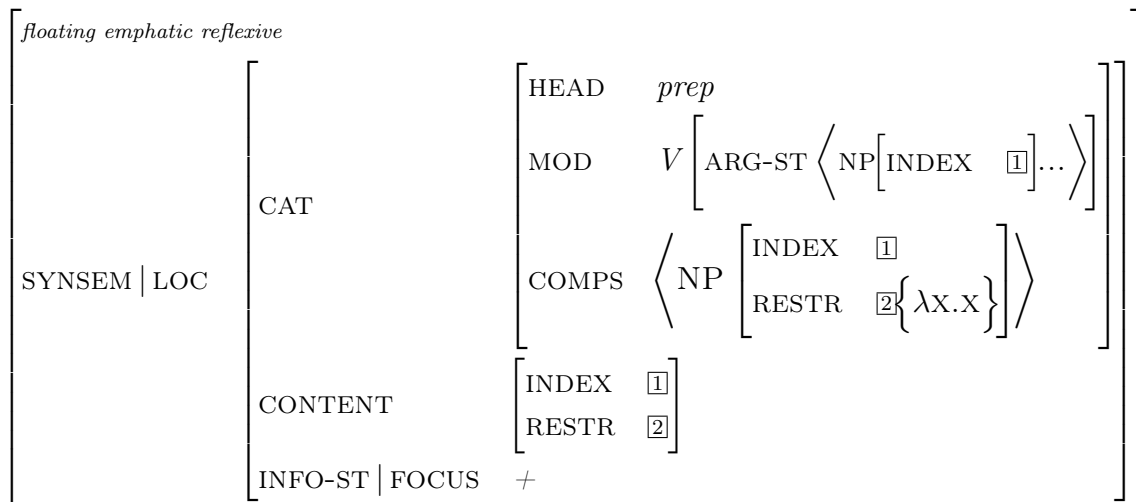 floating emphatic reflexive
HEAD prep
MOD V [ARG-ST ⟨NP[INDEX 1]...⟩]
CAT
INDEX 1
SYNSEM | LOC COMPS ⟨NP
RESTR 2{λX.X}⟩
INDEX 1
CONTENT
RESTR 2
INFO-ST | FOCUS +